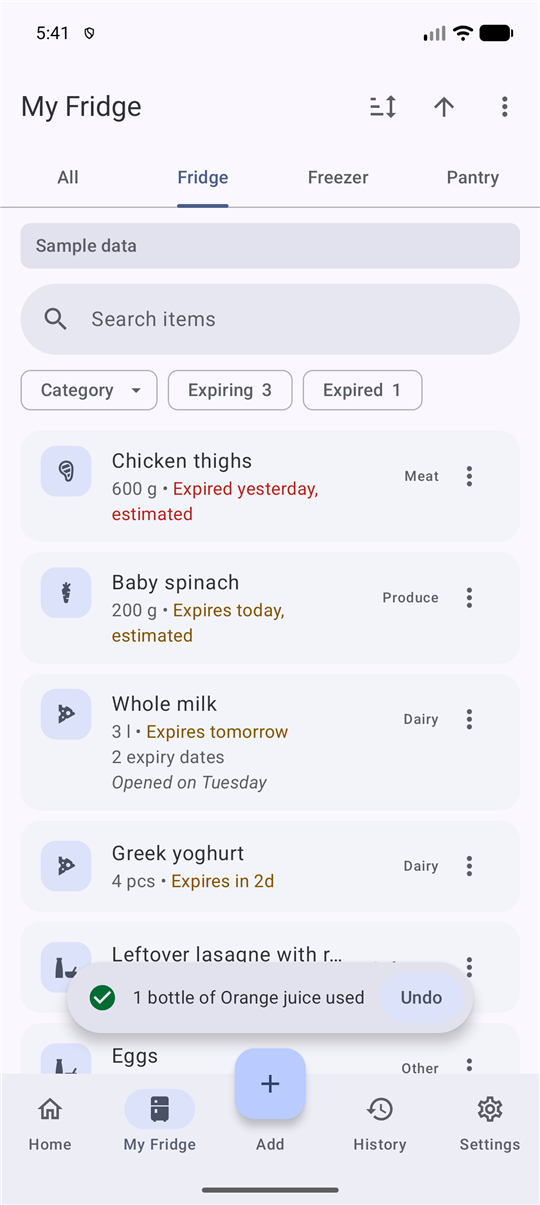 5:41
My Fridge
All Fridge Freezer Pantry
Sample data
Search items
Category Expiring 3 Expired 1
Chicken thighs
Meat
600 g • Expired yesterday,
estimated
Baby spinach
Produce
200 g • Expires today,
estimated
Whole milk
Dairy
3 l • Expires tomorrow
2 expiry dates
Opened on Tuesday
Greek yoghurt
Dairy
4 pcs • Expires in 2d
Leftover lasagne with r...
1 bottle of Orange juice used Undo
Eggs
Other
Home My Fridge Add History Settings